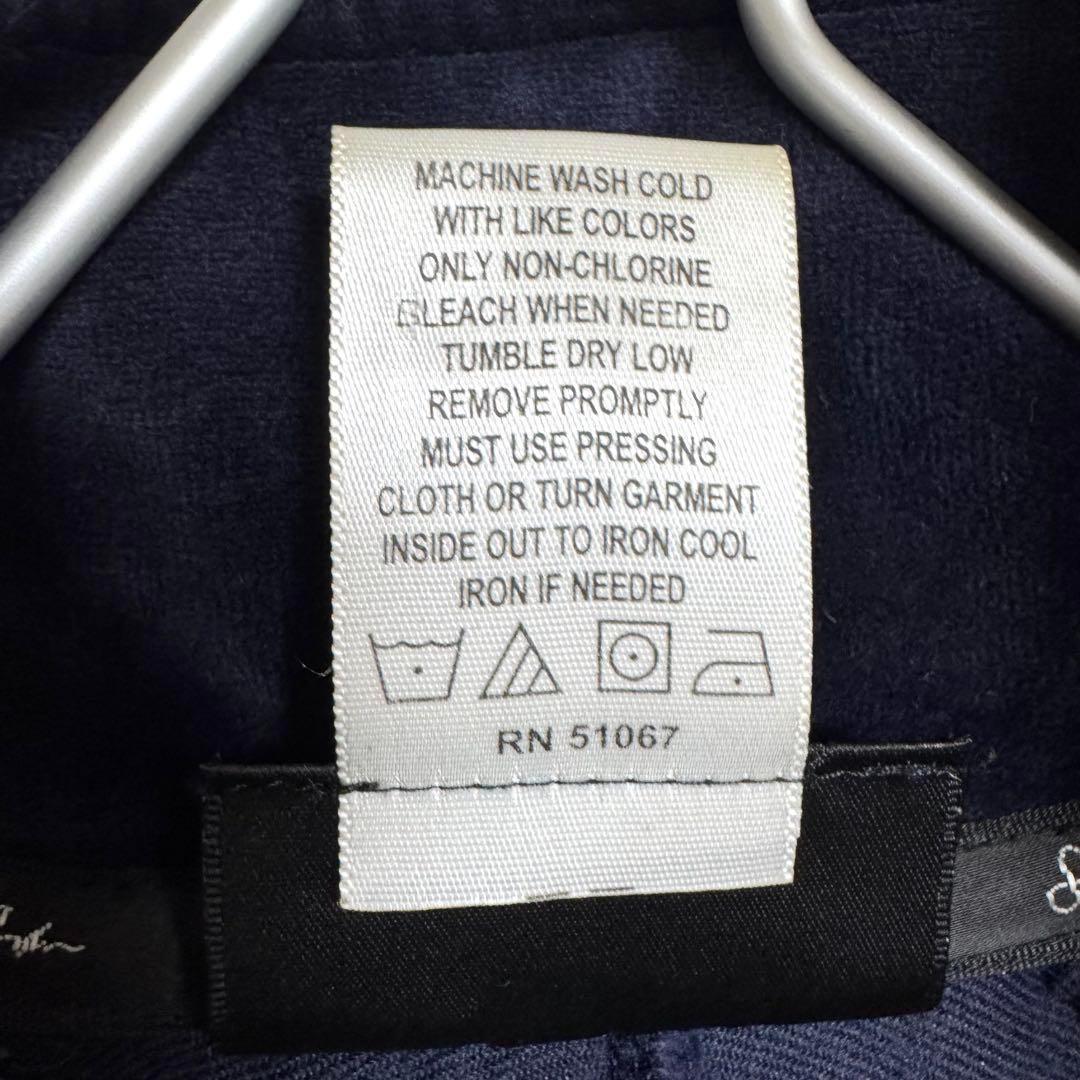 MACHINE WASH COLD
WITH LIKE COLORS
ONLY NON-CHLORINE
BLEACH WHEN NEEDED
TUMBLE DRY LOW
REMOVE PROMPTLY
MUST USE PRESSING
CLOTH OR TURN GARMENT
INSIDE OUT TO IRON COOL
IRON IF NEEDED
RN 51067